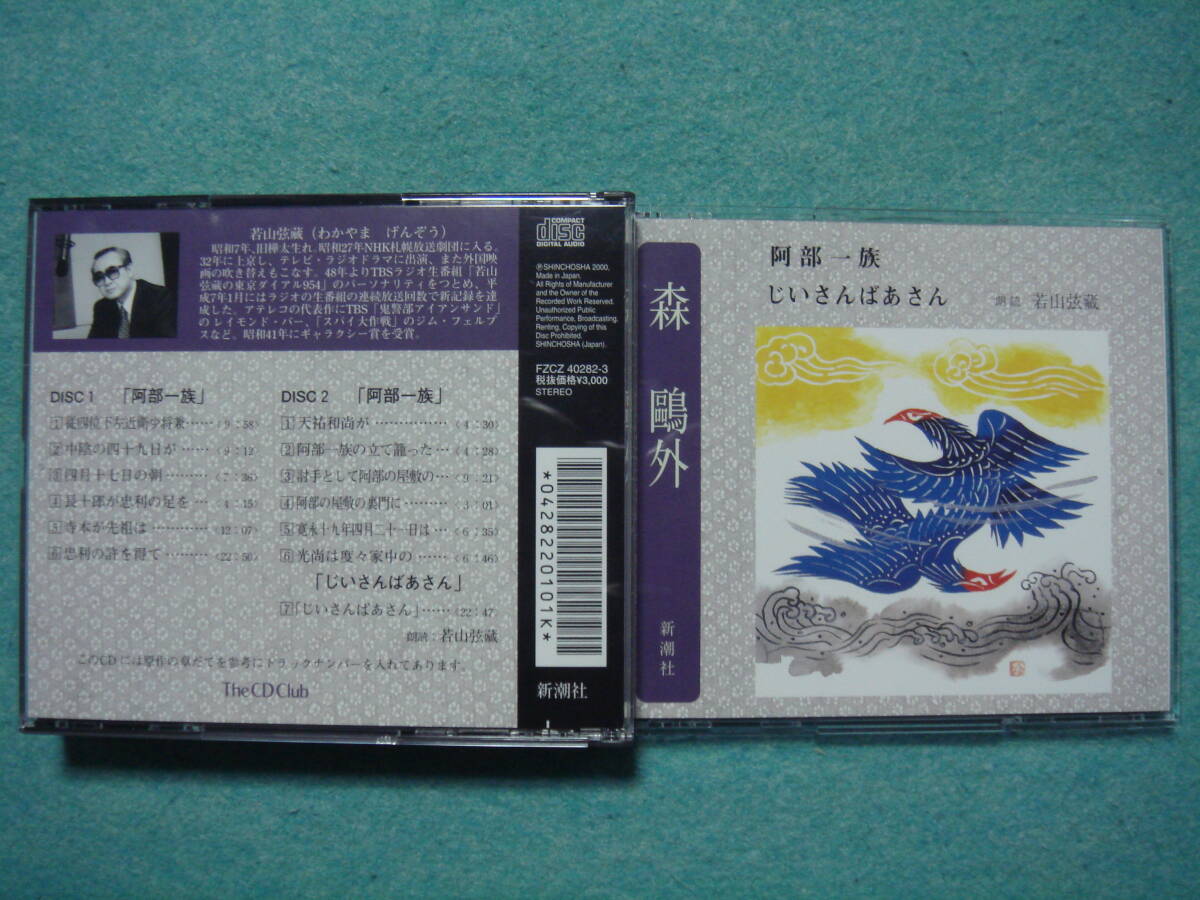 若山弦蔵（わかやま　げんぞう）
昭和7年、旧樺太生れ。昭和27年NHK札幌放送劇団に入る。
32年に上京し、テレビ・ラジオドラマに出演、また外国映
画の吹き替えもこなす。48年よりTBSラジオ生番組「若山
弦蔵の東京ダイアル954」のパーソナリティをつとめ、平
成7年1月にはラジオの生番組の連続放送回数で新記録を達
成した。アテレコの代表作にTBS「鬼警部アイアンサイド」
のレイモンド・バー、「スパイ大作戦」のジム・フェルプ
スなど。昭和41年にギャラクシー賞を受賞。
DISC 1 「阿部一族」
1 従四位下左近衛少将兼……〈9：58〉
2 中陰の四十九日が……〈9：12〉
3 四月十七日の朝………〈7：36〉
4 長十郎が忠利の足を…〈4：15〉
5 寺本が先祖は…………〈12：07〉
6 忠利の許を得て………〈22：50〉
DISC 2 「阿部一族」
1 天祐和尚が……………〈4：30〉
2 阿部一族の立て籠った…〈4：28〉
3 討手として阿部の屋敷の…〈9：21〉
4 阿部の屋敷の裏門に………〈3：01〉
5 寛永十九年四月二十一日は…〈6：35〉
6 光尚は度々家中の……〈6：46〉
「じいさんばあさん」
7 「じいさんばあさん」……〈22：47〉
朗読：若山弦蔵
このCDには原作の章だてを参考にトラックナンバーを入れてあります。
The CD Club
COMPACT
disc
DIGITAL AUDIO
℗SHINCHOSHA 2000.
Made in Japan.
All Rights of Manufacturer
and the Owner of the
Recorded Work Reserved.
Unauthorized Public
Performance, Broadcasting,
Renting, Copying of this
Disc Prohibited.
SHINCHOSHA (Japan).
FZCZ 40282-3
税抜価格¥3,000
STEREO
*0428220101K*
新潮社
森鷗外
新潮社
阿部一族
じいさんばあさん
朗読 若山弦蔵